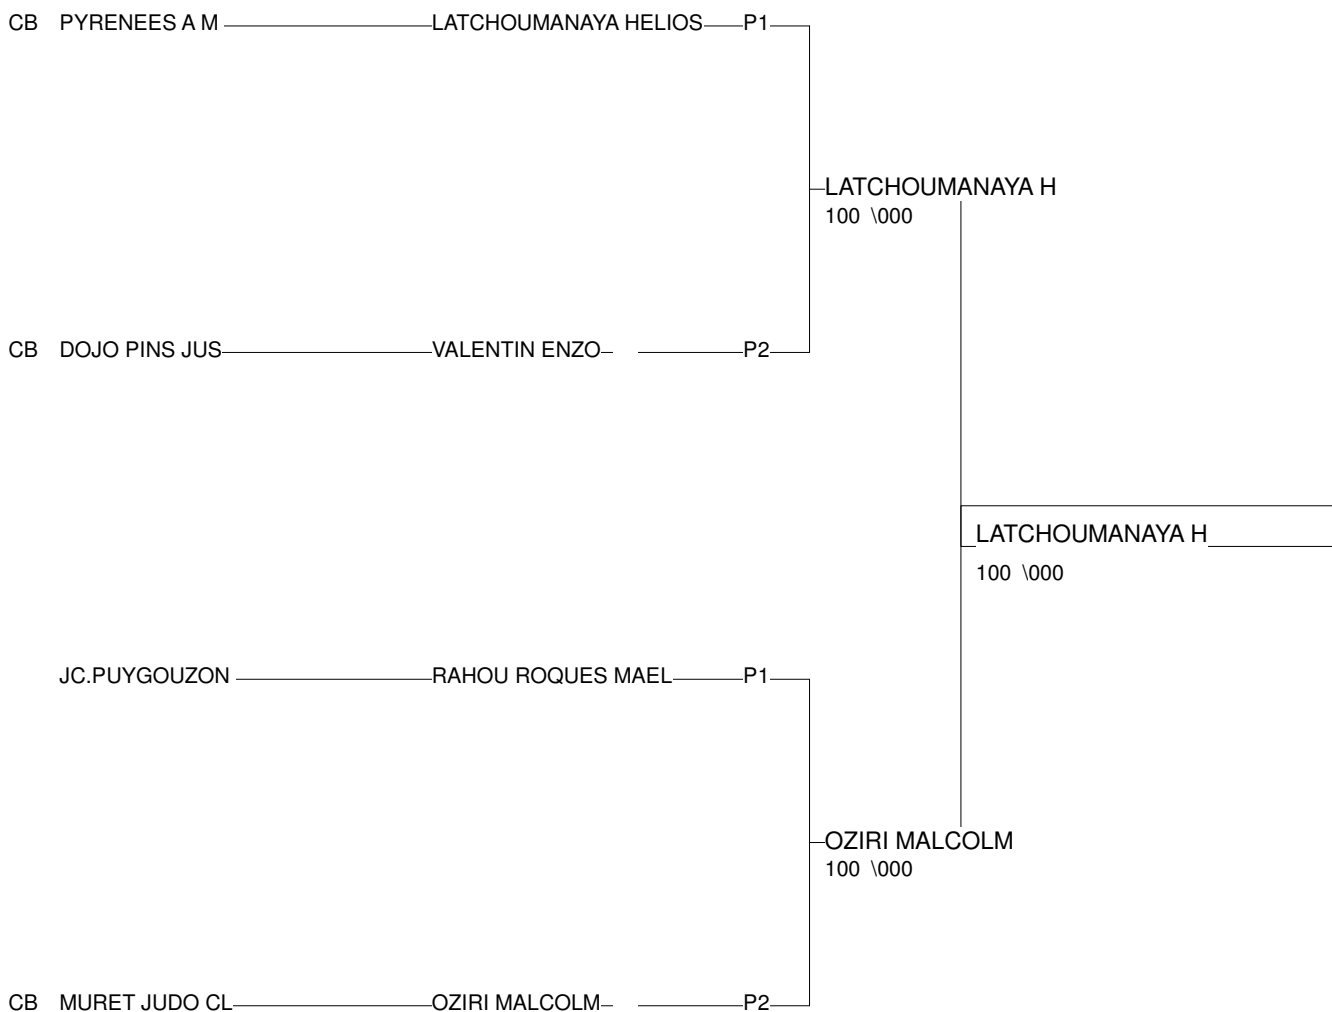 CB PYRENEES A M LATCHOUMANAYA HELIOS P1
LATCHOUMANAYA H
100 \000
CB DOJO PINS JUS VALENTIN ENZO P2
LATCHOUMANAYA H
100 \000
JC.PUYGOUZON RAHOU ROQUES MAEL P1
OZIRI MALCOLM
100 \000
CB MURET JUDO CL OZIRI MALCOLM P2